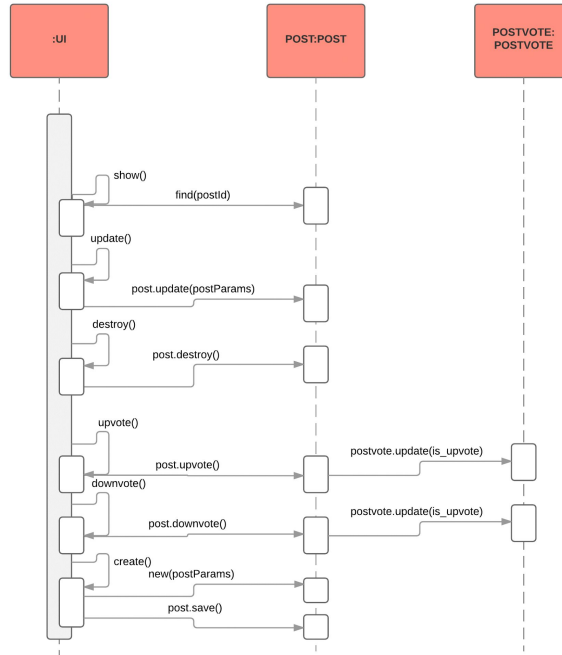 :UI
POST:POST
POSTVOTE:
POSTVOTE
show()
find(postId)
update()
post.update(postParams)
destroy()
post.destroy()
upvote()
postvote.update(is_upvote)
post.upvote()
downvote()
postvote.update(is_upvote)
post.downvote()
create()
new(postParams)
post.save()